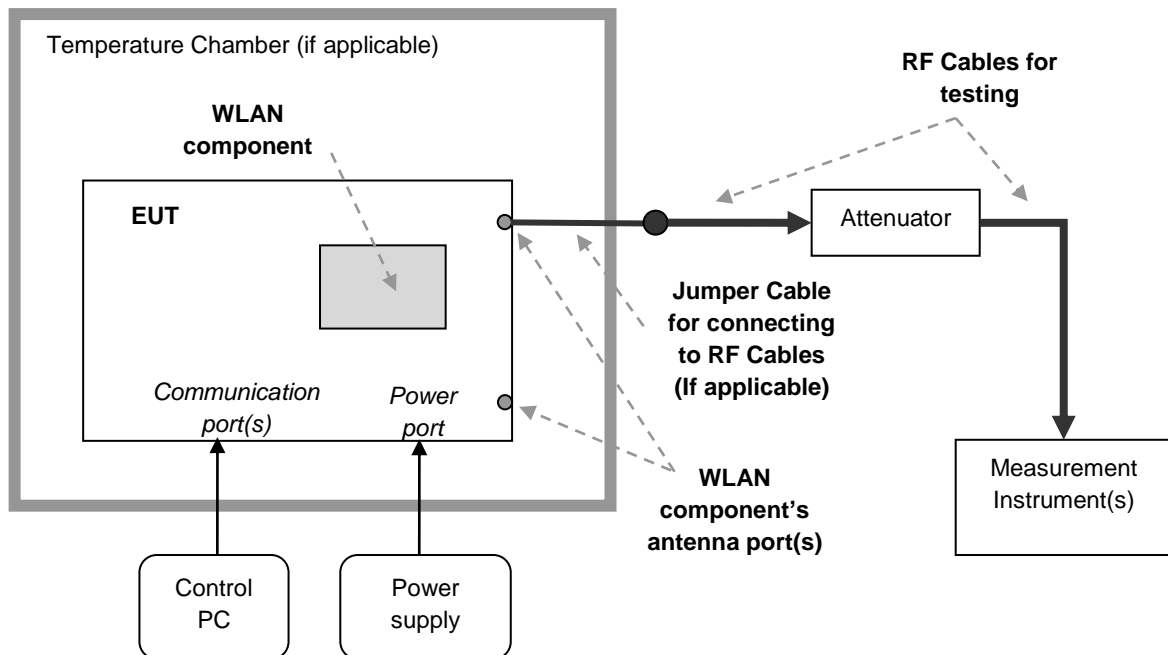 Temperature Chamber (if applicable)
RF Cables for
testing
WLAN
component
EUT
Attenuator
Jumper Cable
for connecting
to RF Cables
(If applicable)
Communication
port(s)
Power
port
WLAN
component’s
antenna port(s)
Measurement
Instrument(s)
Control
PC
Power
supply